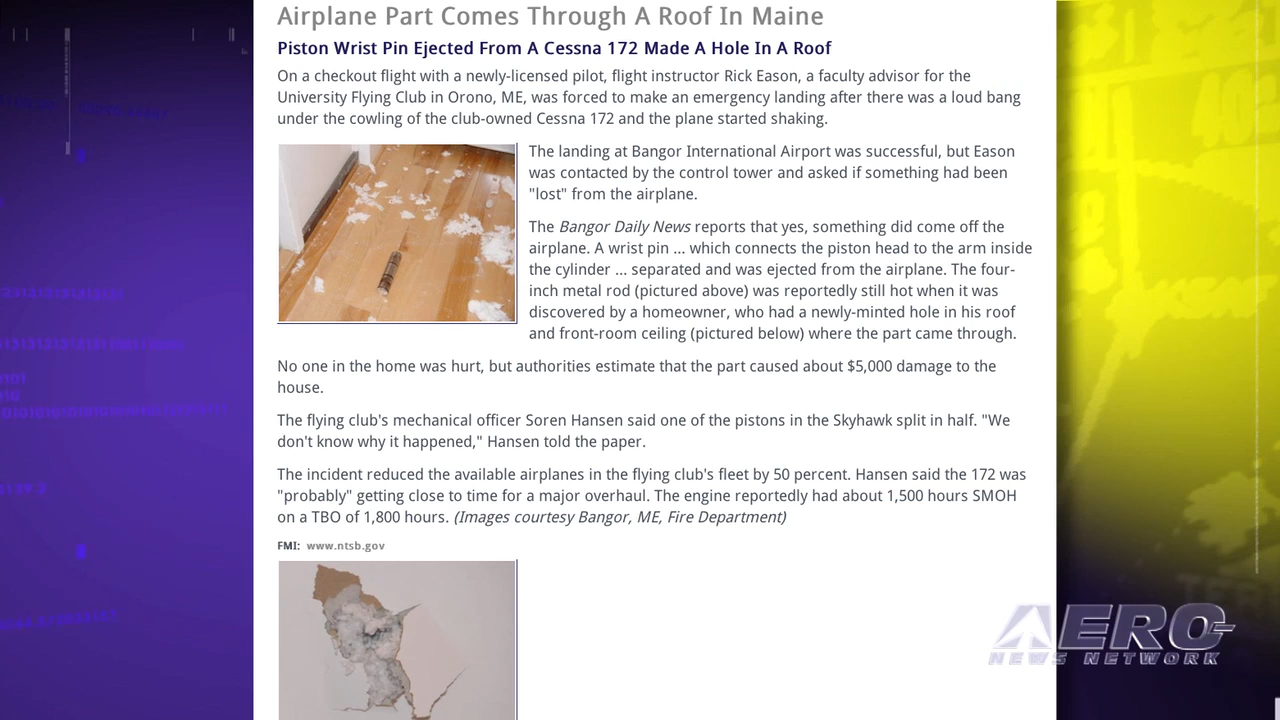 Airplane Part Comes Through A Roof In Maine
Piston Wrist Pin Ejected From A Cessna 172 Made A Hole In A Roof
On a checkout flight with a newly-licensed pilot, flight instructor Rick Eason, a faculty advisor for the
University Flying Club in Orono, ME, was forced to make an emergency landing after there was a loud bang
under the cowling of the club-owned Cessna 172 and the plane started shaking.
The landing at Bangor International Airport was successful, but Eason
was contacted by the control tower and asked if something had been
"lost" from the airplane.
The Bangor Daily News reports that yes, something did come off the
airplane. A wrist pin ... which connects the piston head to the arm inside
the cylinder ... separated and was ejected from the airplane. The four-
inch metal rod (pictured above) was reportedly still hot when it was
discovered by a homeowner, who had a newly-minted hole in his roof
and front-room ceiling (pictured below) where the part came through.
No one in the home was hurt, but authorities estimate that the part caused about $5,000 damage to the
house.
The flying club's mechanical officer Soren Hansen said one of the pistons in the Skyhawk split in half. "We
don't know why it happened," Hansen told the paper.
The incident reduced the available airplanes in the flying club's fleet by 50 percent. Hansen said the 172 was
"probably" getting close to time for a major overhaul. The engine reportedly had about 1,500 hours SMOH
on a TBO of 1,800 hours. (Images courtesy Bangor, ME, Fire Department)
FMI: www.ntsb.gov
AERO-
NEWS NETWORK